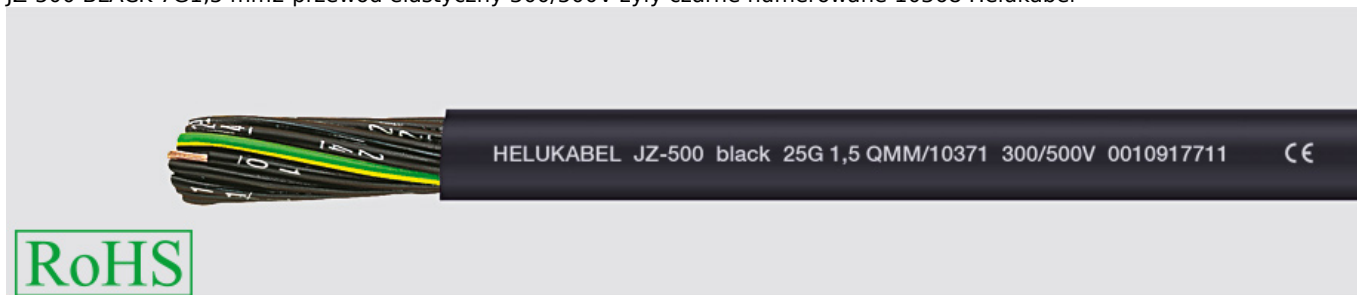 JZ-500 BLACK 7G1,5 mm2 przewód elastyczny 300/500V żyły czarne numerowane 10368 Helukabel
HELUKABEL JZ-500 black 25G 1,5 QMM/10371 300/500V 0010917711 CE
RoHS